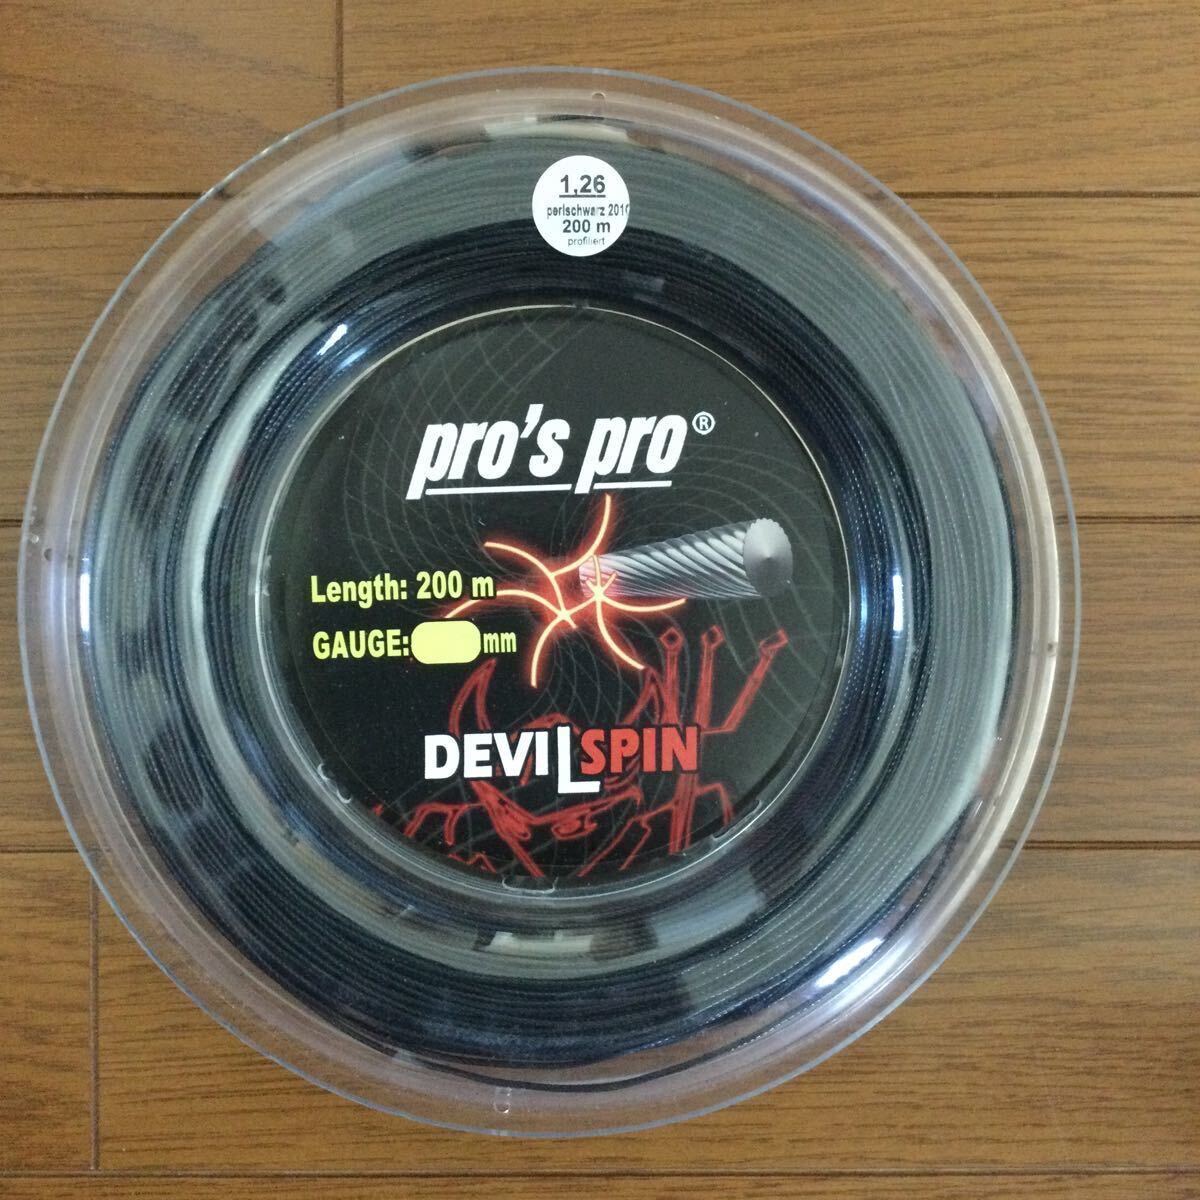 1,26
perlschwarz 2010
200 m
profiliert
pro's pro®
Length: 200 m
GAUGE: mm
DEVILSPIN